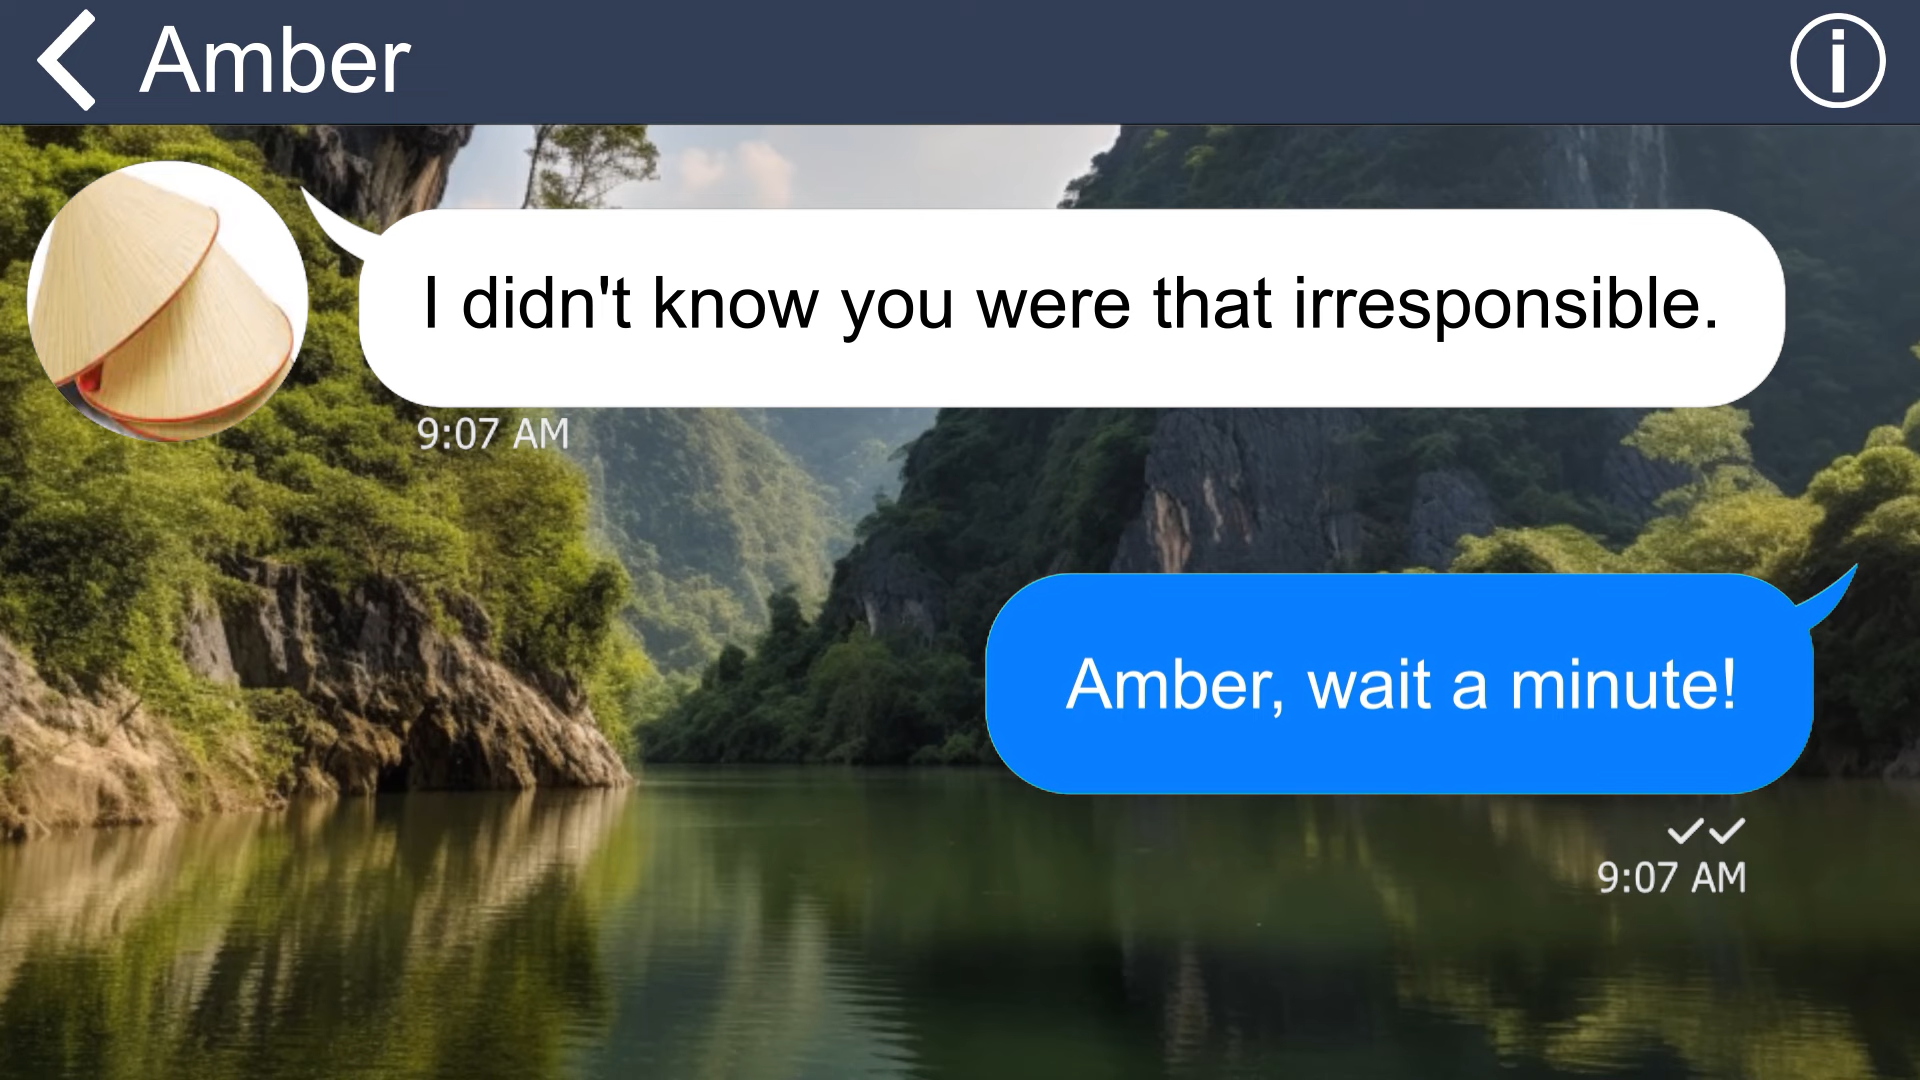 Amber
I didn't know you were that irresponsible.
9:07 AM
Amber, wait a minute!
9:07 AM